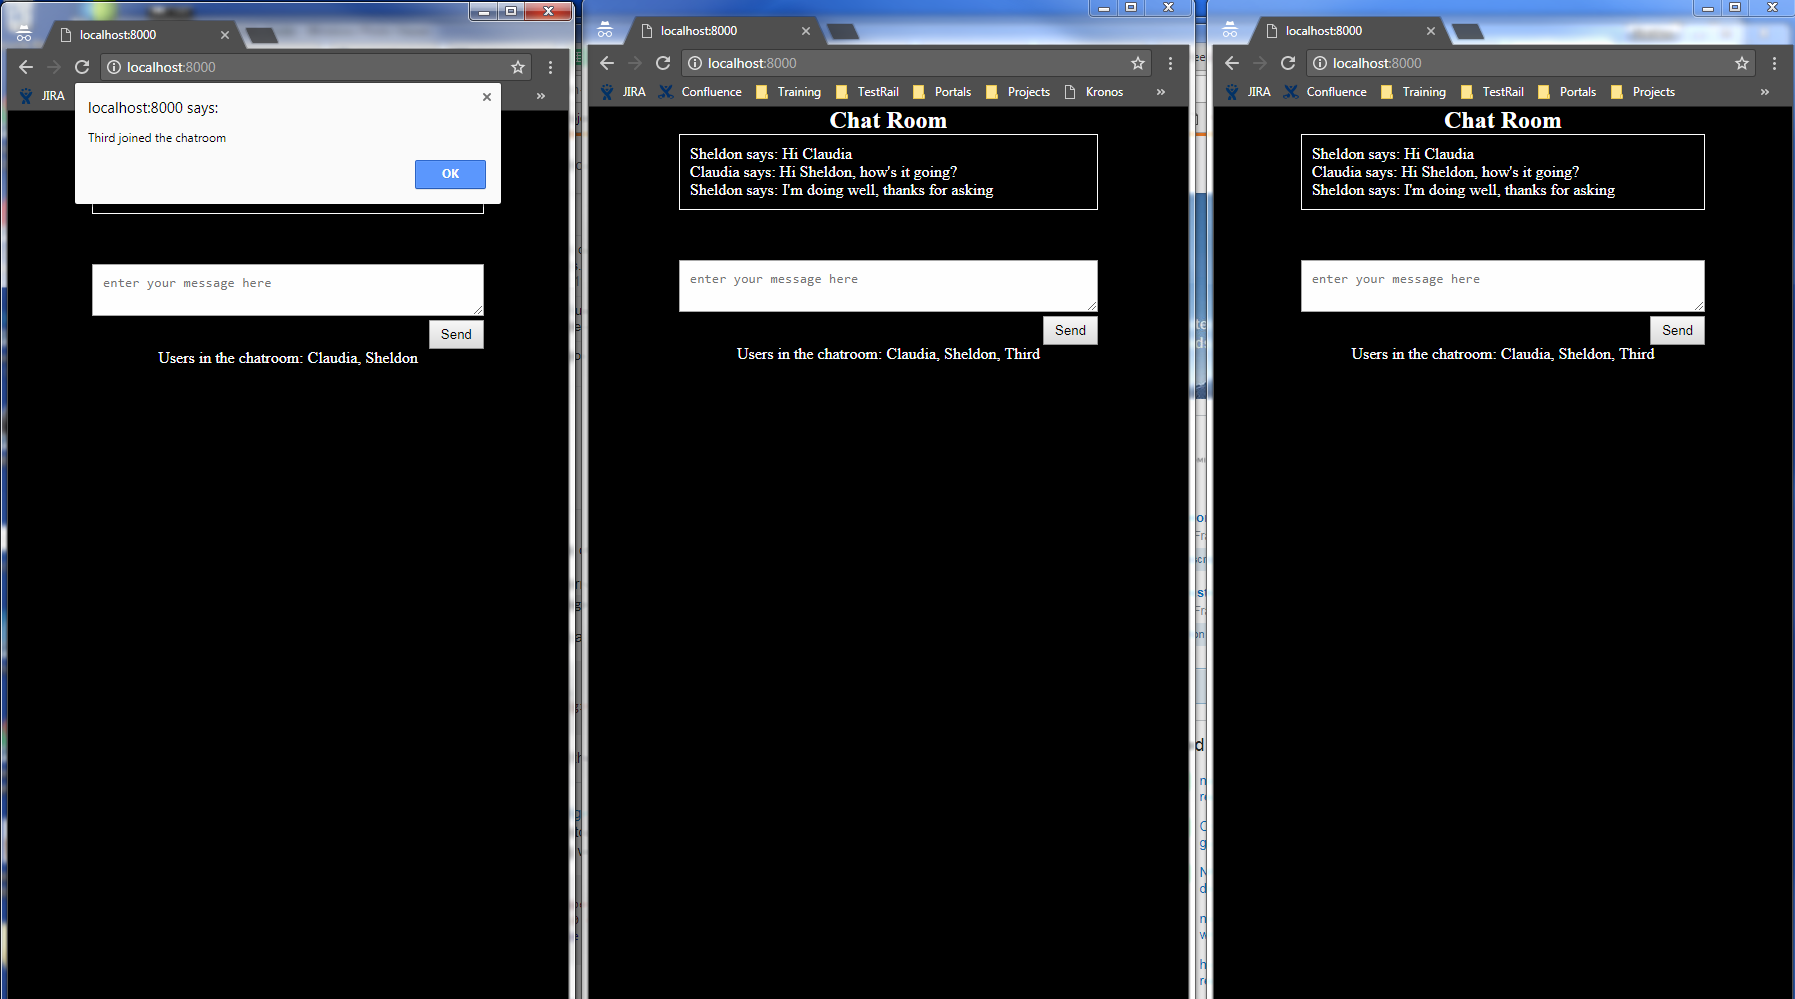 localhost:8000
localhost:8000
JIRA
localhost:8000 says:
Third joined the chatroom
OK
enter your message here
Send
Users in the chatroom: Claudia, Sheldon
localhost:8000
localhost:8000
JIRA Confluence Training TestRail Portals Projects Kronos
Chat Room
Sheldon says: Hi Claudia
Claudia says: Hi Sheldon, how's it going?
Sheldon says: I'm doing well, thanks for asking
enter your message here
Send
Users in the chatroom: Claudia, Sheldon, Third
localhost:8000
localhost:8000
JIRA Confluence Training TestRail Portals Projects
Chat Room
Sheldon says: Hi Claudia
Claudia says: Hi Sheldon, how's it going?
Sheldon says: I'm doing well, thanks for asking
enter your message here
Send
Users in the chatroom: Claudia, Sheldon, Third